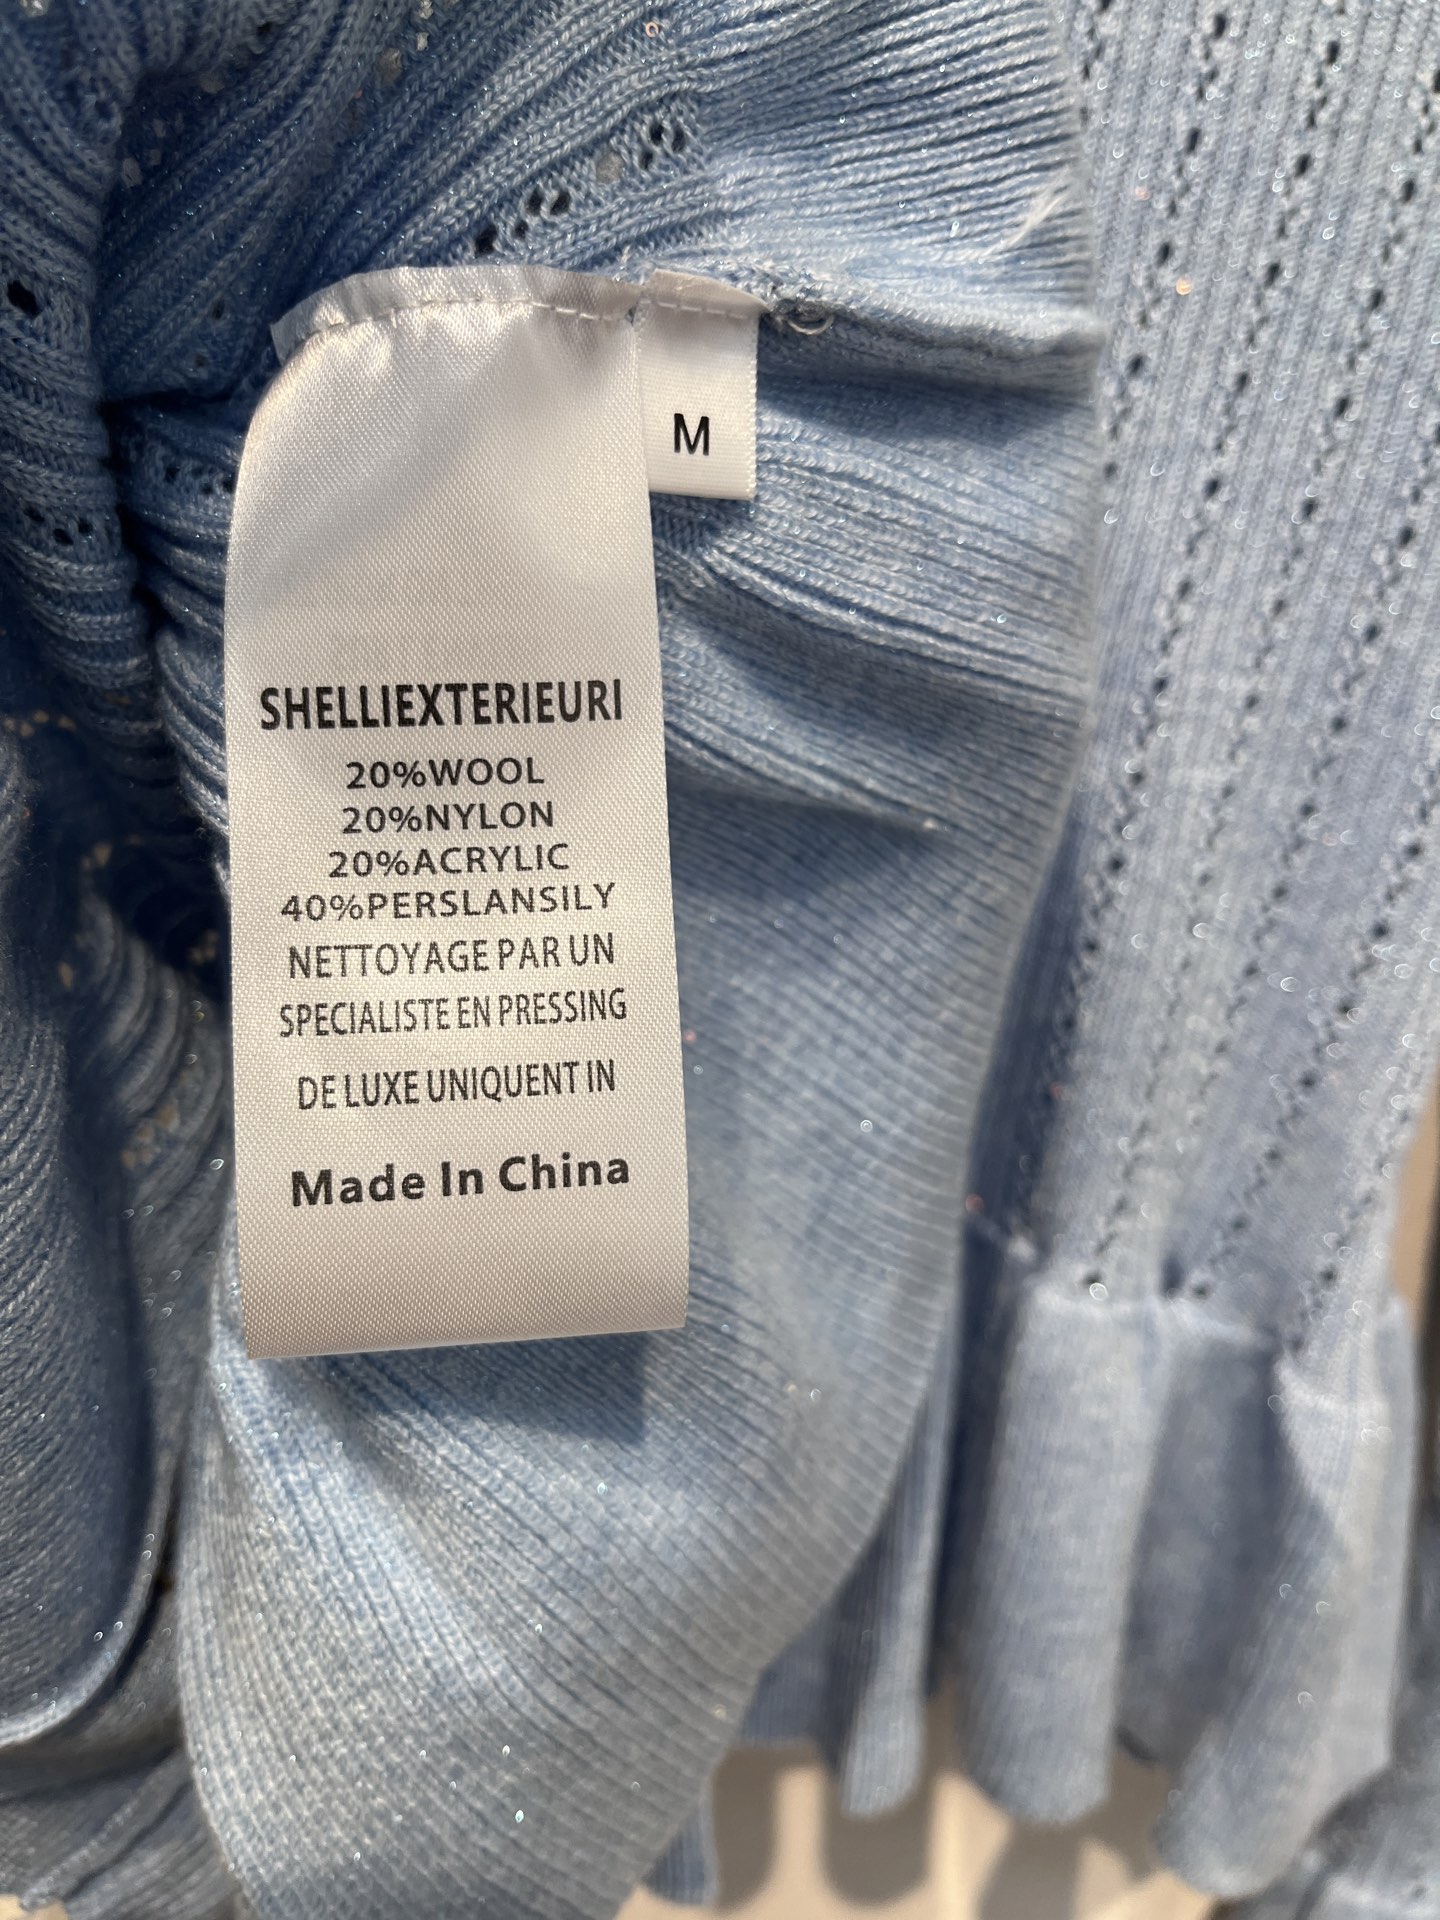 M
SHELLIEXTERIEURI
20%WOOL
20%NYLON
20%ACRYLIC
40%PERSLANSILY
NETTOYAGE PAR UN
SPECIALISTE EN PRESSING
DE LUXE UNIQUENT IN
Made In China